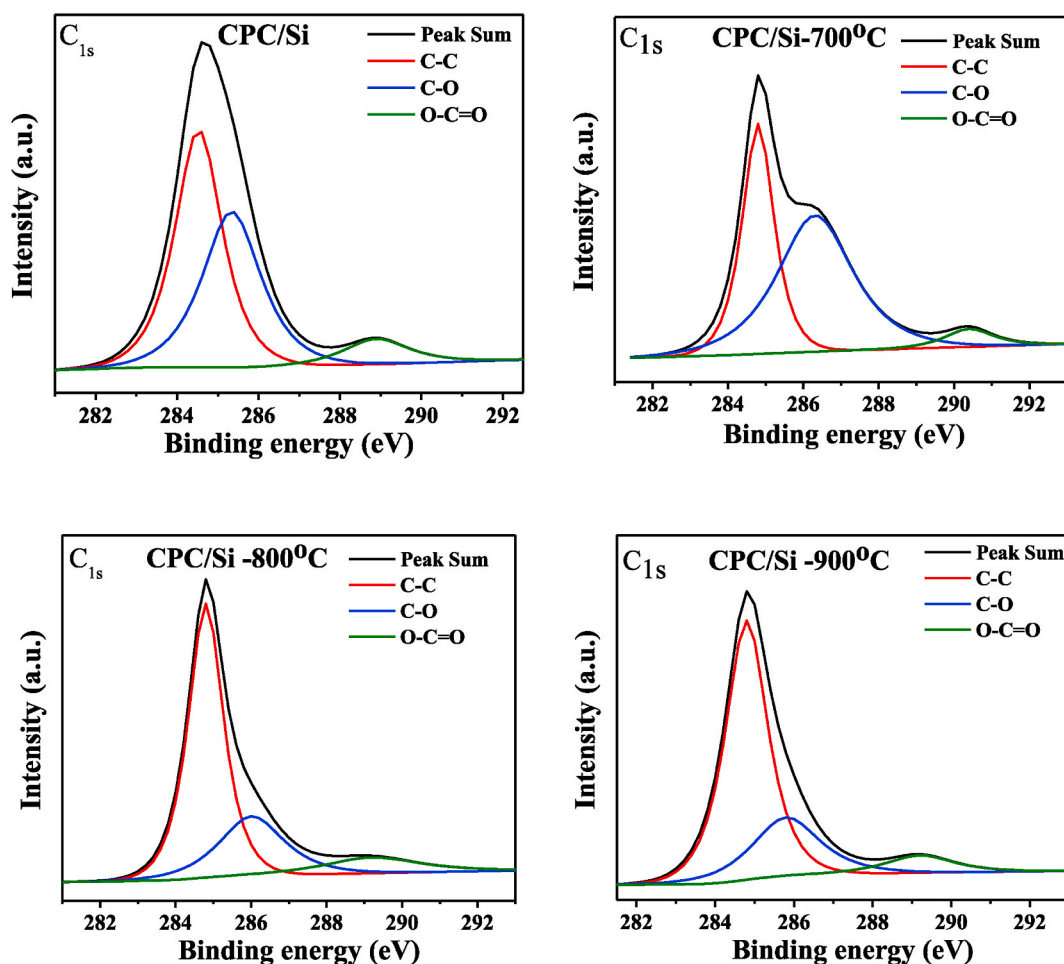 C1s CPC/Si
Peak Sum
C-C
C-O
O-C=O
Intensity (a.u.)
282 284 286 288 290 292
Binding energy (eV)
C1s CPC/Si-700⁰C
Peak Sum
C-C
C-O
O-C=O
Intensity (a.u.)
282 284 286 288 290 292
Binding energy (eV)
C1s CPC/Si -800⁰C
Peak Sum
C-C
C-O
O-C=O
Intensity (a.u.)
282 284 286 288 290 292
Binding energy (eV)
C1s CPC/Si -900⁰C
Peak Sum
C-C
C-O
O-C=O
Intensity (a.u.)
282 284 286 288 290 292
Binding energy (eV)